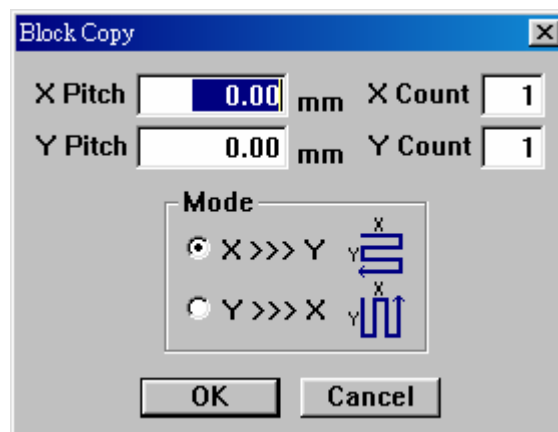 Block Copy
X Pitch 0.00 mm X Count 1
Y Pitch 0.00 mm Y Count 1
Mode
X >>> Y X Y
Y >>> X X Y
OK Cancel